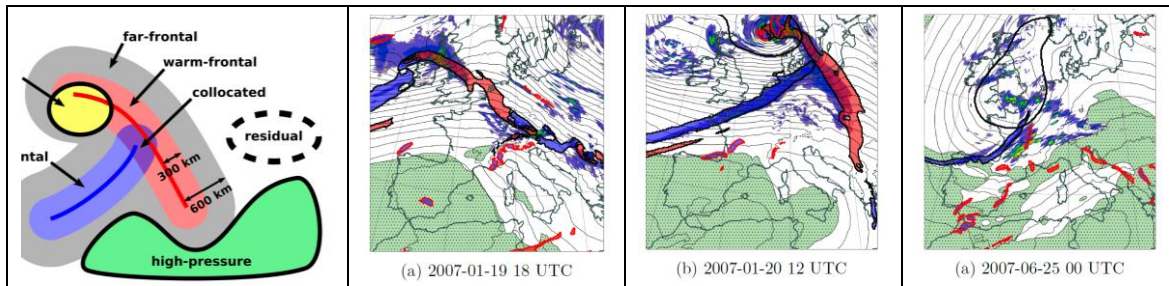 far-frontal
warm-frontal
collocated
residual
ntal
300 km
600 km
high-pressure
(a) 2007-01-19 18 UTC
(b) 2007-01-20 12 UTC
(a) 2007-06-25 00 UTC